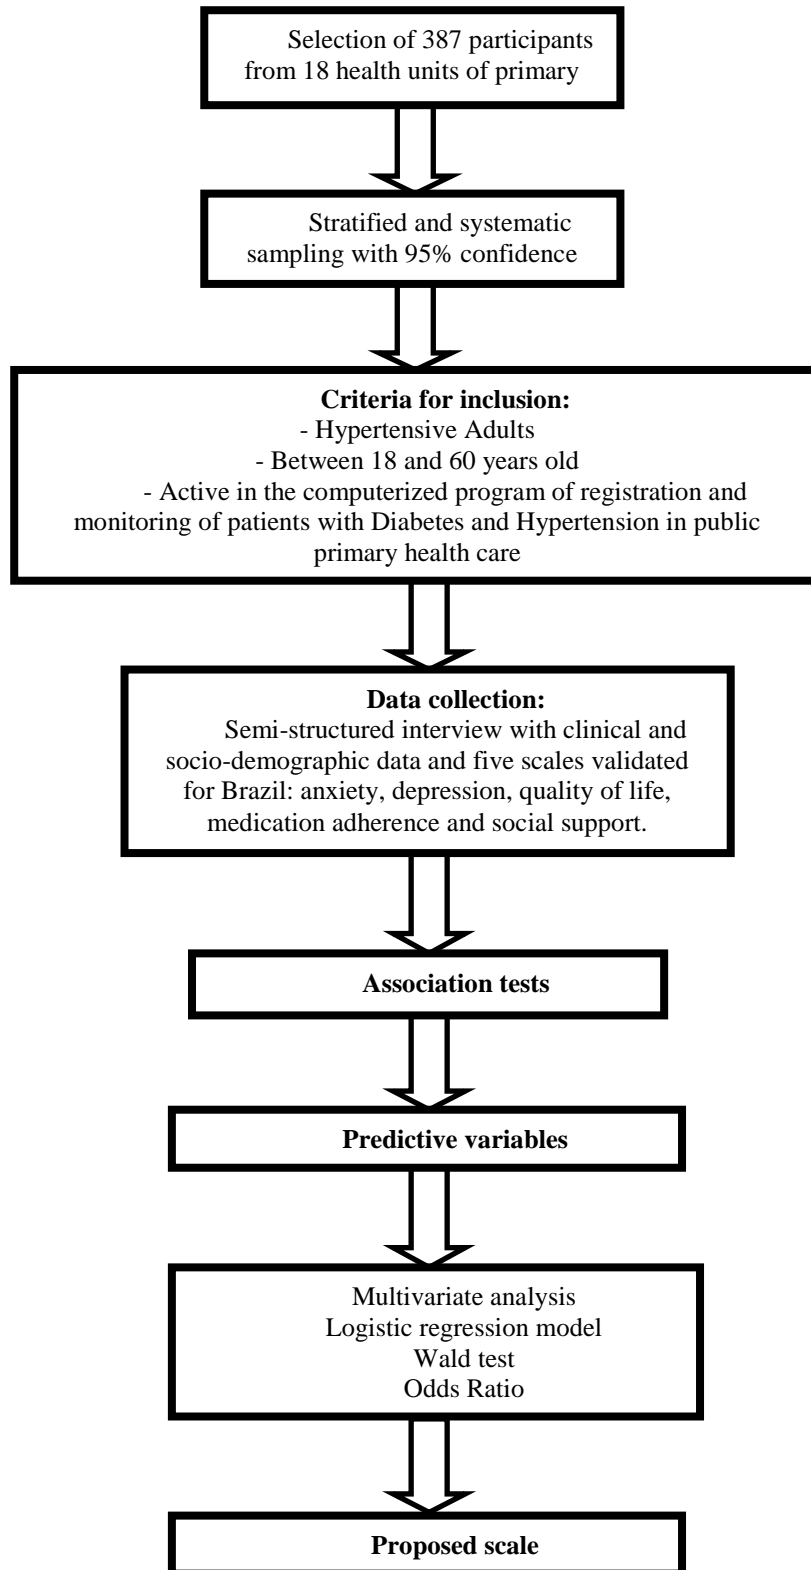 Selection of 387 participants
from 18 health units of primary
Stratified and systematic
sampling with 95% confidence
Criteria for inclusion:
- Hypertensive Adults
- Between 18 and 60 years old
- Active in the computerized program of registration and
monitoring of patients with Diabetes and Hypertension in public
primary health care
Data collection:
Semi-structured interview with clinical and
socio-demographic data and five scales validated
for Brazil: anxiety, depression, quality of life,
medication adherence and social support.
Association tests
Predictive variables
Multivariate analysis
Logistic regression model
Wald test
Odds Ratio
Proposed scale